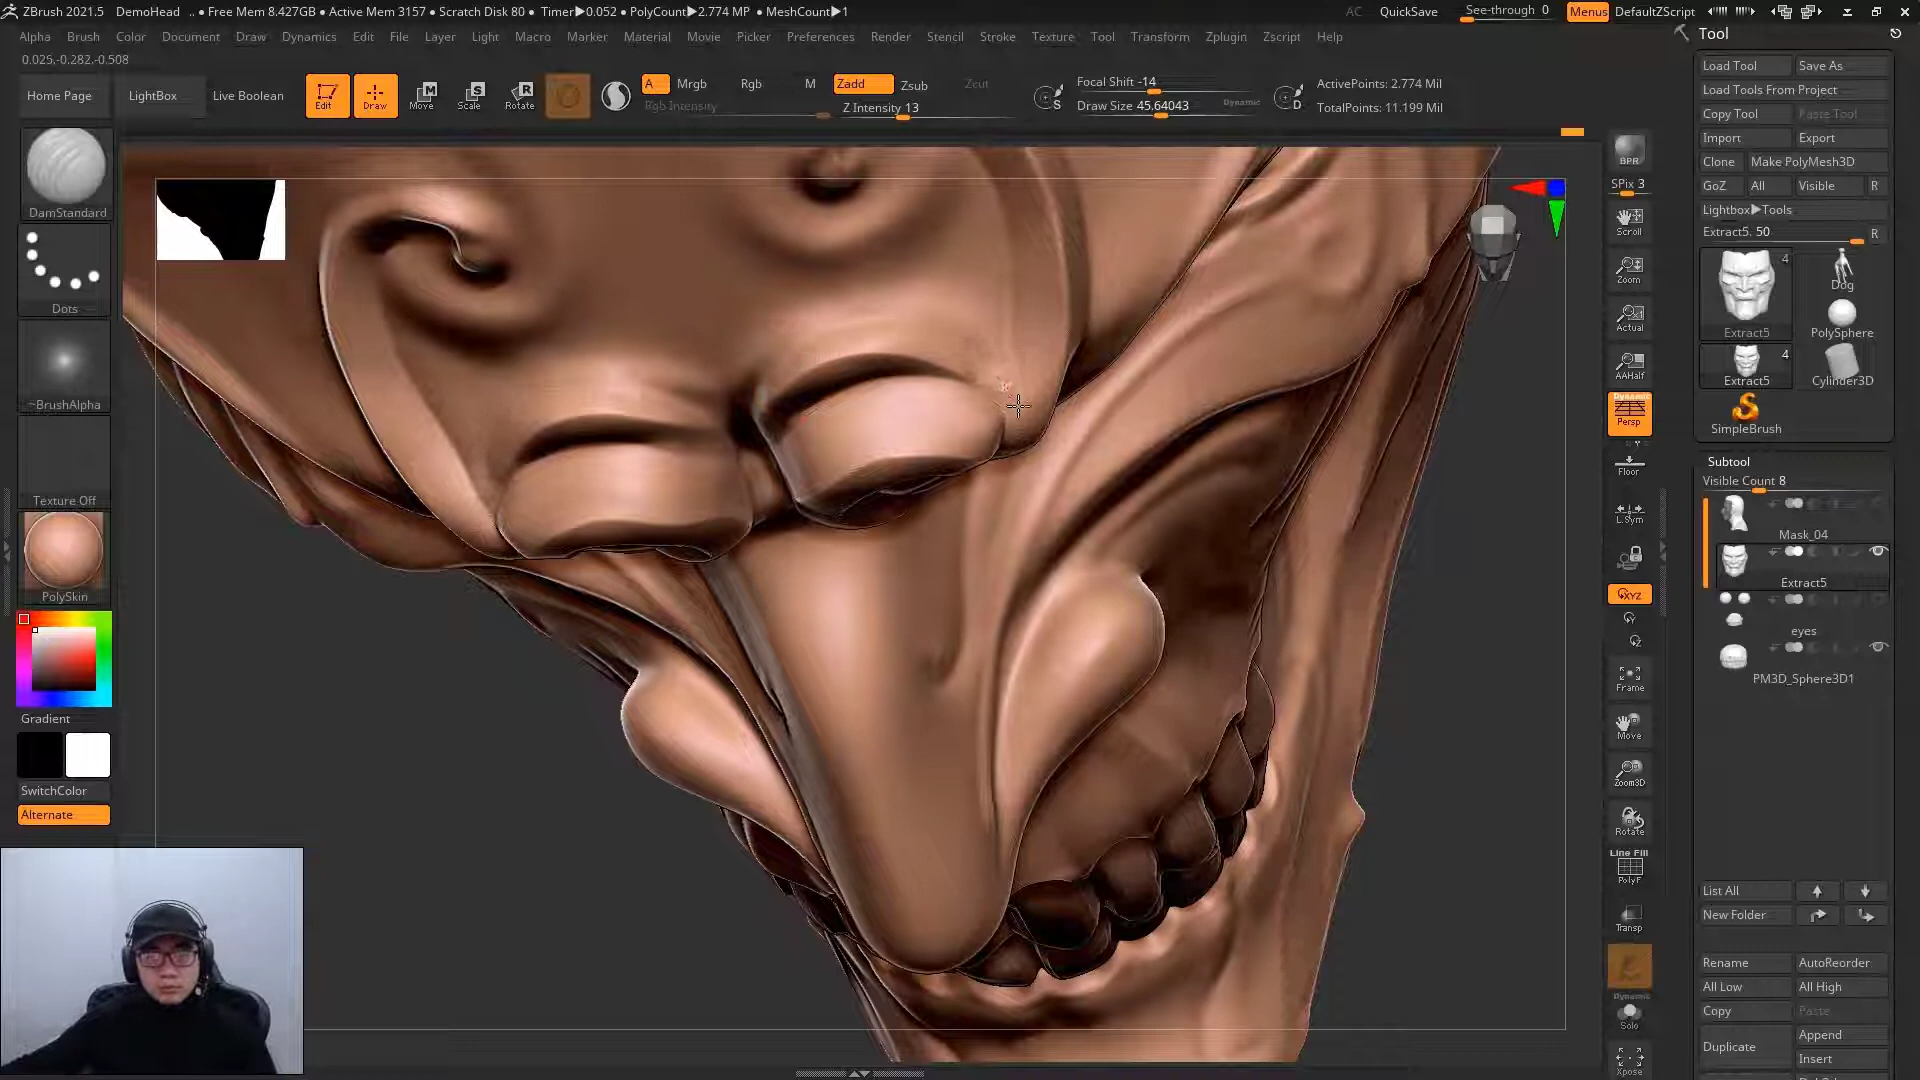 ZBrush 2021.5 DemoHead .. ● Free Mem 8.427GB ● Active Mem 3157 ● Scratch Disk 80 ● Timer▶0.052 ● PolyCount▶2.774 MP ● MeshCount▶1 AC QuickSave See-through 0 Menus DefaultZScript
Alpha Brush Color Document Draw Dynamics Edit File Layer Light Macro Marker Material Movie Picker Preferences Render Stencil Stroke Texture Tool Transform Zplugin Zscript Help
0.025,-0.282,-0.508
Home Page LightBox Live Boolean
Edit Draw Move Scale Rotate
A Mrgb Rgb M Zadd Zsub Zcut
Rgb Intensity Z Intensity 13
Focal Shift -14
Draw Size 45.64043 Dynamic
ActivePoints: 2.774 Mil
TotalPoints: 11.199 Mil
DamStandard
Dots
~BrushAlpha
Texture Off
PolySkin
Gradient
SwitchColor
Alternate
BPR
SPix 3
Scroll
Zoom
Actual
AAHalf
Dynamic
Persp
Floor
L.Sym
XYZ
Frame
Move
Zoom3D
Rotate
Line Fill
PolyF
Transp
Dynamic
Solo
Xpose
Tool
Load Tool Save As
Load Tools From Project
Copy Tool Paste Tool
Import Export
Clone Make PolyMesh3D
GoZ All Visible R
Lightbox▶Tools
Extract5. 50 R
4
Extract5
Dog
PolySphere
4
Extract5
Cylinder3D
SimpleBrush
Subtool
Visible Count 8
Mask_04
Extract5
eyes
PM3D_Sphere3D1
List All
New Folder
Rename AutoReorder
All Low All High
Copy Paste
Append
Duplicate
Insert